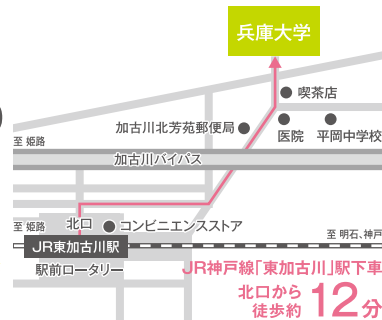 兵庫大学
喫茶店
加古川北芳苑郵便局
医院 平岡中学校
至 姫路
加古川バイパス
至 姫路
北口
コンビニエンスストア
至 明石、神戸
JR東加古川駅
駅前ロータリー
JR神戸線「東加古川」駅下車
北口から
徒歩約
12分